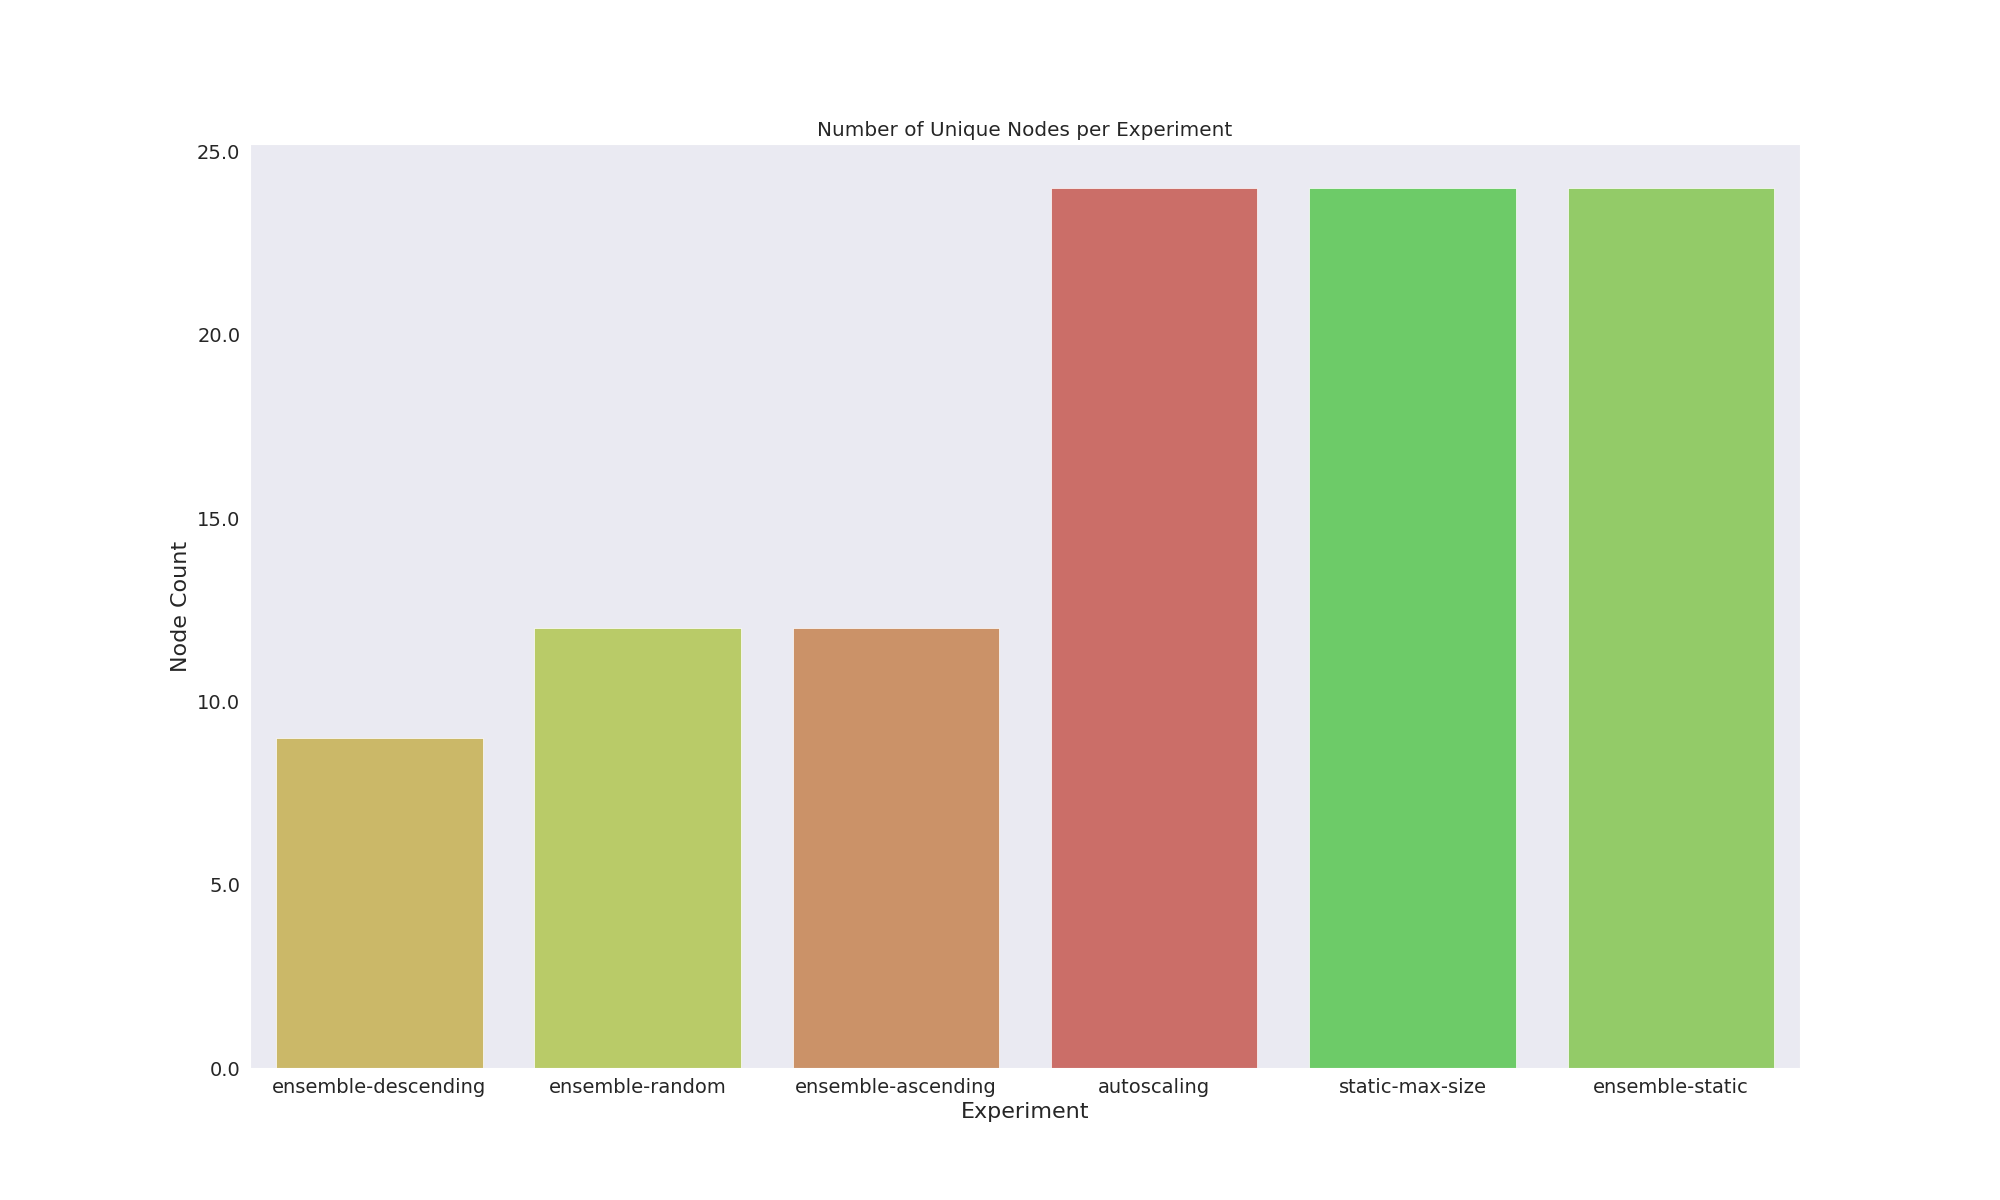 Number of Unique Nodes per Experiment
25.0
20.0
15.0
10.0
5.0
0.0
Node Count
ensemble-descending ensemble-random ensemble-ascending autoscaling static-max-size ensemble-static
Experiment